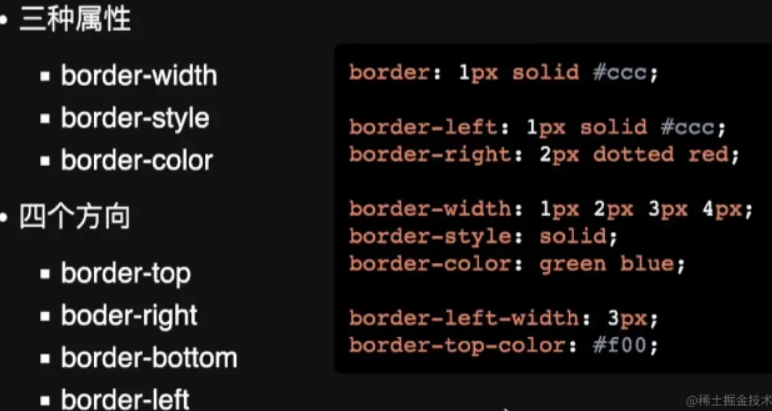 三种属性
border-width
border-style
border-color
四个方向
border-top
boder-right
border-bottom
border-left
border: 1px solid #ccc;
border-left: 1px solid #ccc;
border-right: 2px dotted red;
border-width: 1px 2px 3px 4px;
border-style: solid;
border-color: green blue;
border-left-width: 3px;
border-top-color: #f00;
@稀土掘金技术